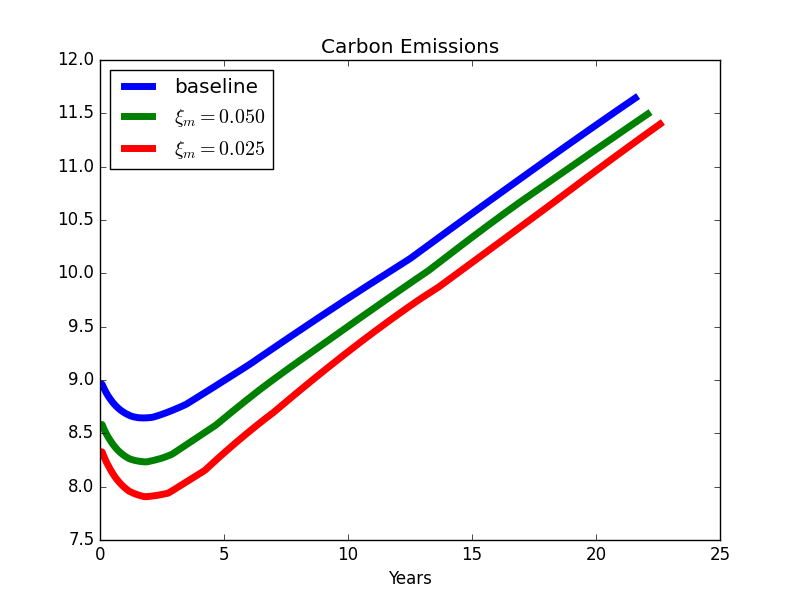 Carbon Emissions
12.0
11.5
11.0
10.5
10.0
9.5
9.0
8.5
8.0
7.5
baseline
ξₘ = 0.050
ξₘ = 0.025
0 5 10 15 20 25
Years